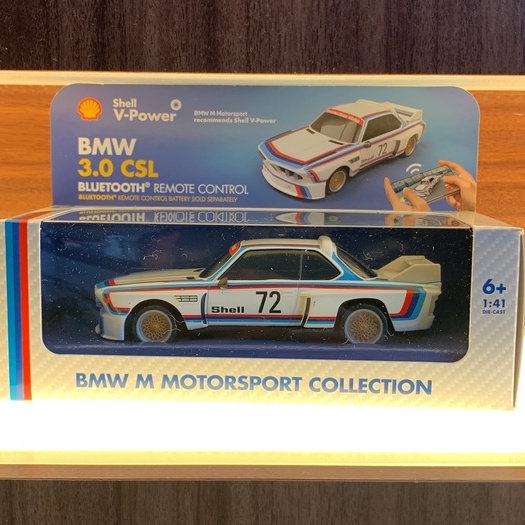 Shell
V-Power
BMW M Motorsport
recommends Shell V-Power
BMW
3.0 CSL
BLUETOOTH® REMOTE CONTROL
BLUETOOTH® REMOTE CONTROL BATTERY SOLD SEPARATELY
72
Shell
72
6+
1:41
DIE-CAST
BMW M MOTORSPORT COLLECTION